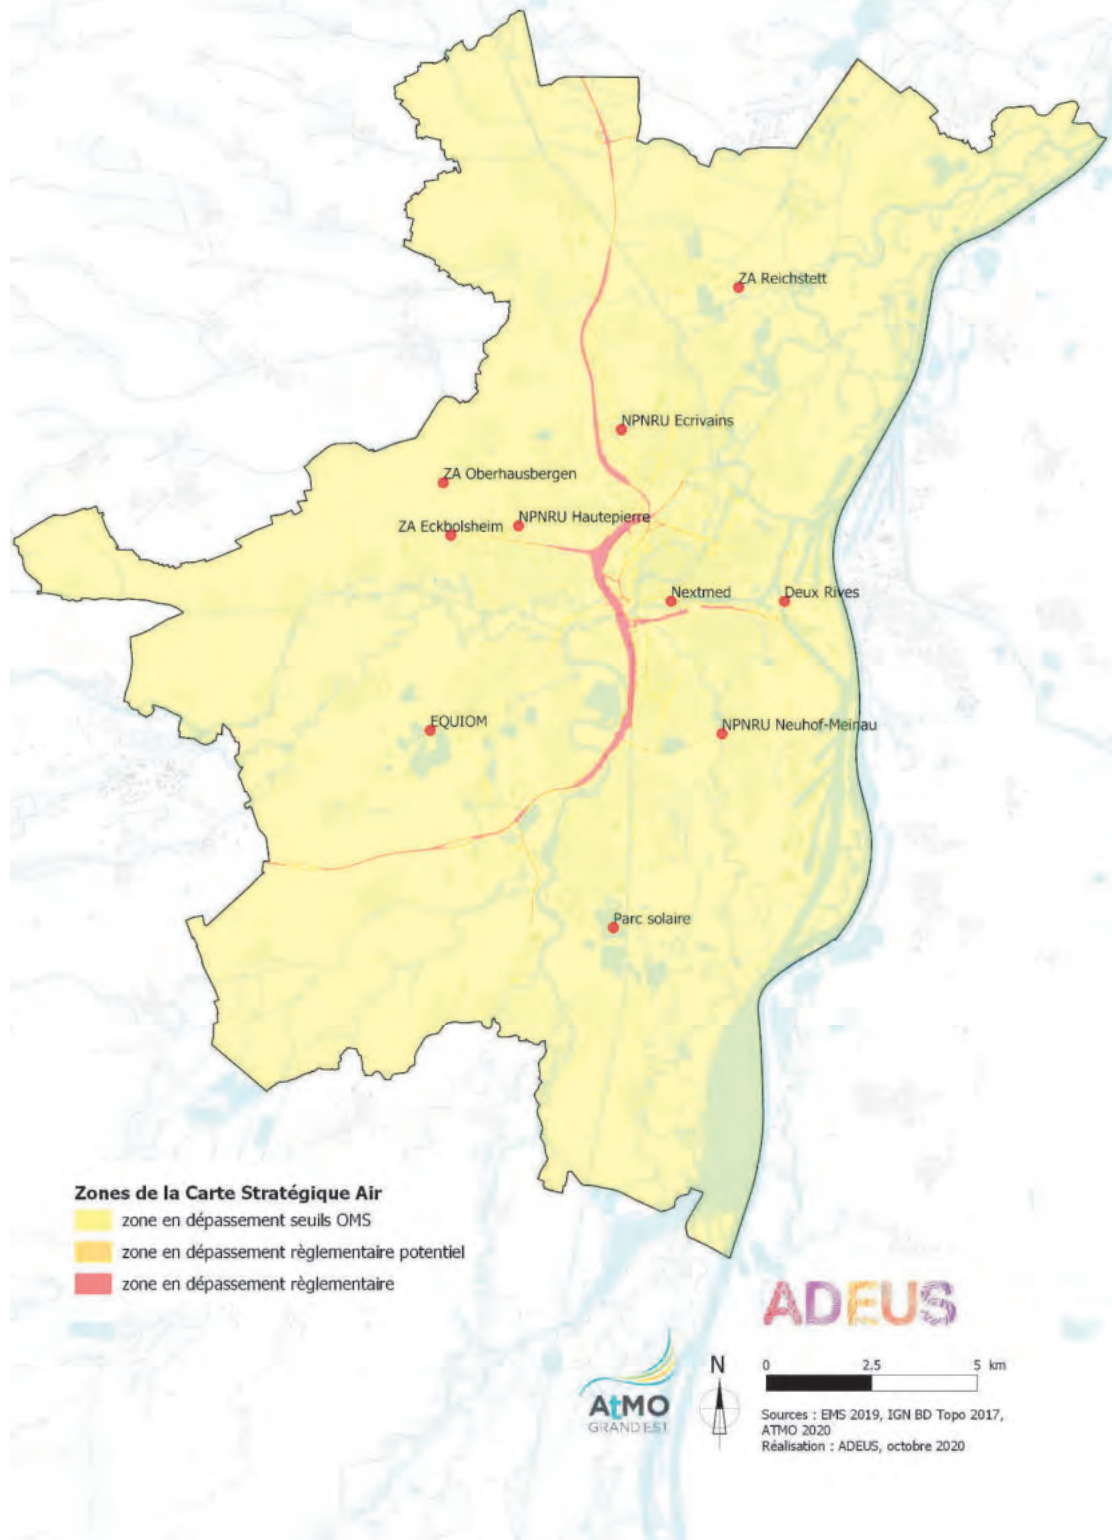 ZA Reichstett
NPNRU Ecrivains
ZA Oberhausbergen
NPNRU Hautepierre
ZA Eckbolsheim
Nextmed
Deux Rives
EQUIOM
NPNRU Neuhof-Meinau
Parc solaire
Zones de la Carte Stratégique Air
zone en dépassement seuils OMS
zone en dépassement règlementaire potentiel
zone en dépassement règlementaire
ADEUS
AtMO
GRAND EST
N
0 2.5 5 km
Sources : EMS 2019, IGN BD Topo 2017,
ATMO 2020
Réalisation : ADEUS, octobre 2020